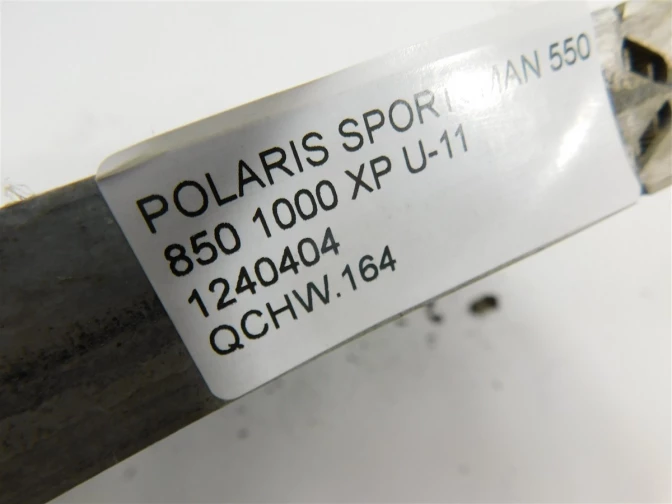 POLARIS SPORTSMAN 550
850 1000 XP U-11
1240404
QCHW.164